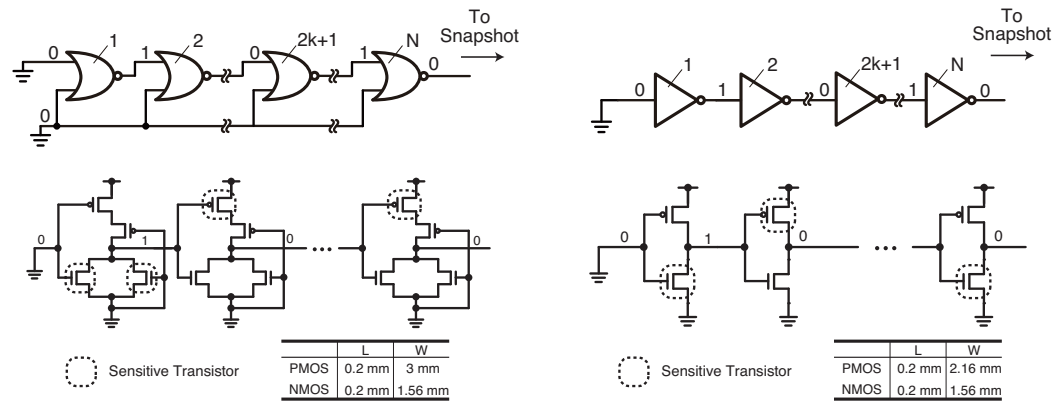 To
Snapshot
1
2
2k+1
N
0
1
0
1
0
0
0
1
0
0
Sensitive Transistor
L W
PMOS 0.2 mm 3 mm
NMOS 0.2 mm 1.56 mm
To
Snapshot
1
2
2k+1
N
0
1
0
1
0
0
1
0
0
Sensitive Transistor
L W
PMOS 0.2 mm 2.16 mm
NMOS 0.2 mm 1.56 mm